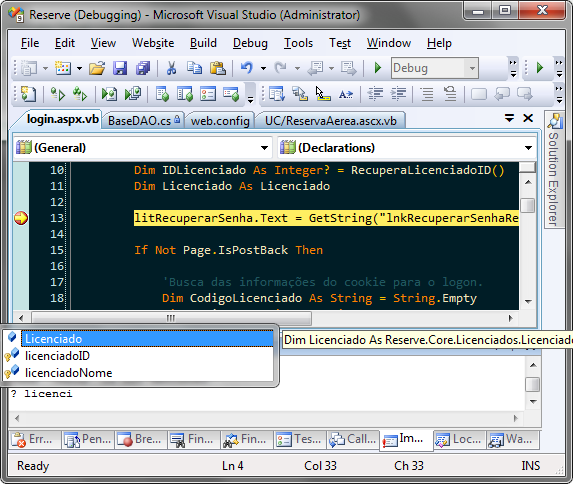 Reserve (Debugging) - Microsoft Visual Studio (Administrator)
File Edit View Website Build Debug Tools Test Window Help
Debug
login.aspx.vb BaseDAO.cs web.config UC/ReservaAerea.ascx.vb
Solution Explorer
(General) (Declarations)
10 Dim IDLicenciado As Integer? = RecuperaLicenciadoID()
11 Dim Licenciado As Licenciado
12
13 litRecuperarSenha.Text = GetString("lnkRecuperarSenhaRe
14
15 If Not Page.IsPostBack Then
16
17 'Busca das informações do cookie para o logon.
18 Dim CodigoLicenciado As String = String.Empty
Licenciado
Dim Licenciado As Reserve.Core.Licenciados.Licenciado
licenciadoID
licenciadoNome
? licenci
Err... Pen... Bre... Fin... Fin... Tes... Call... Im... Loc... Wa...
Ready Ln 4 Col 33 Ch 33 INS